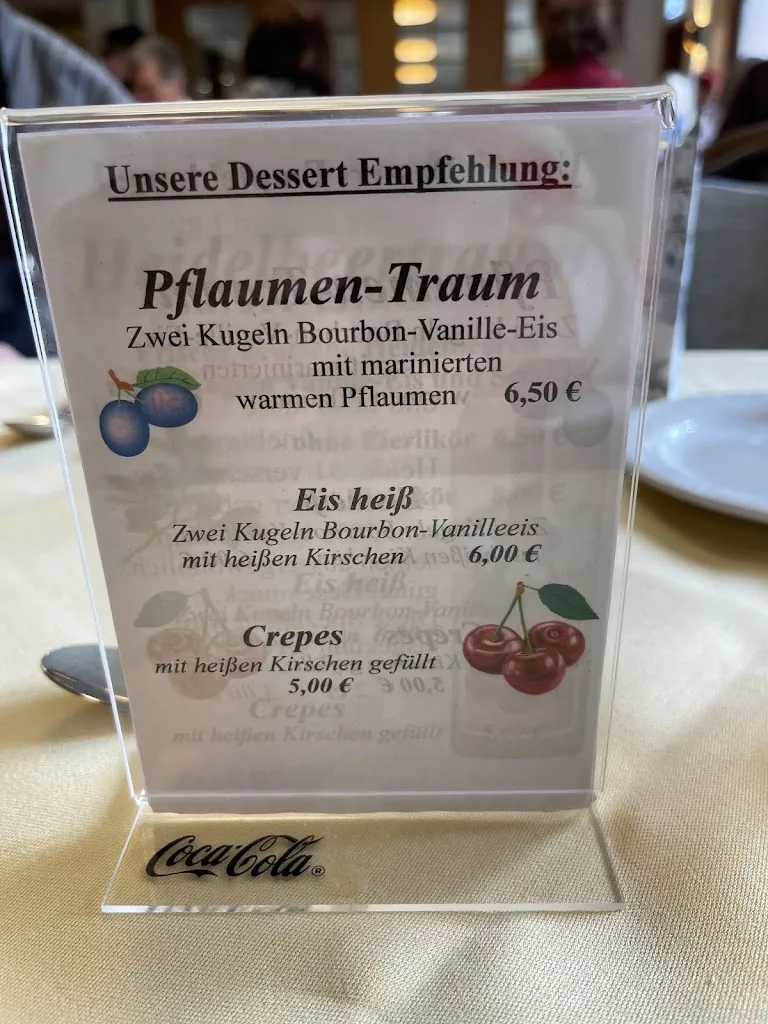 Unsere Dessert Empfehlung:
Pflaumen-Traum
Zwei Kugeln Bourbon-Vanille-Eis
mit marinierten
warmen Pflaumen 6,50 €
Eis heiß
Zwei Kugeln Bourbon-Vanilleeis
mit heißen Kirschen 6,00 €
Crepes
mit heißen Kirschen gefüllt
5,00 €
Coca-Cola®